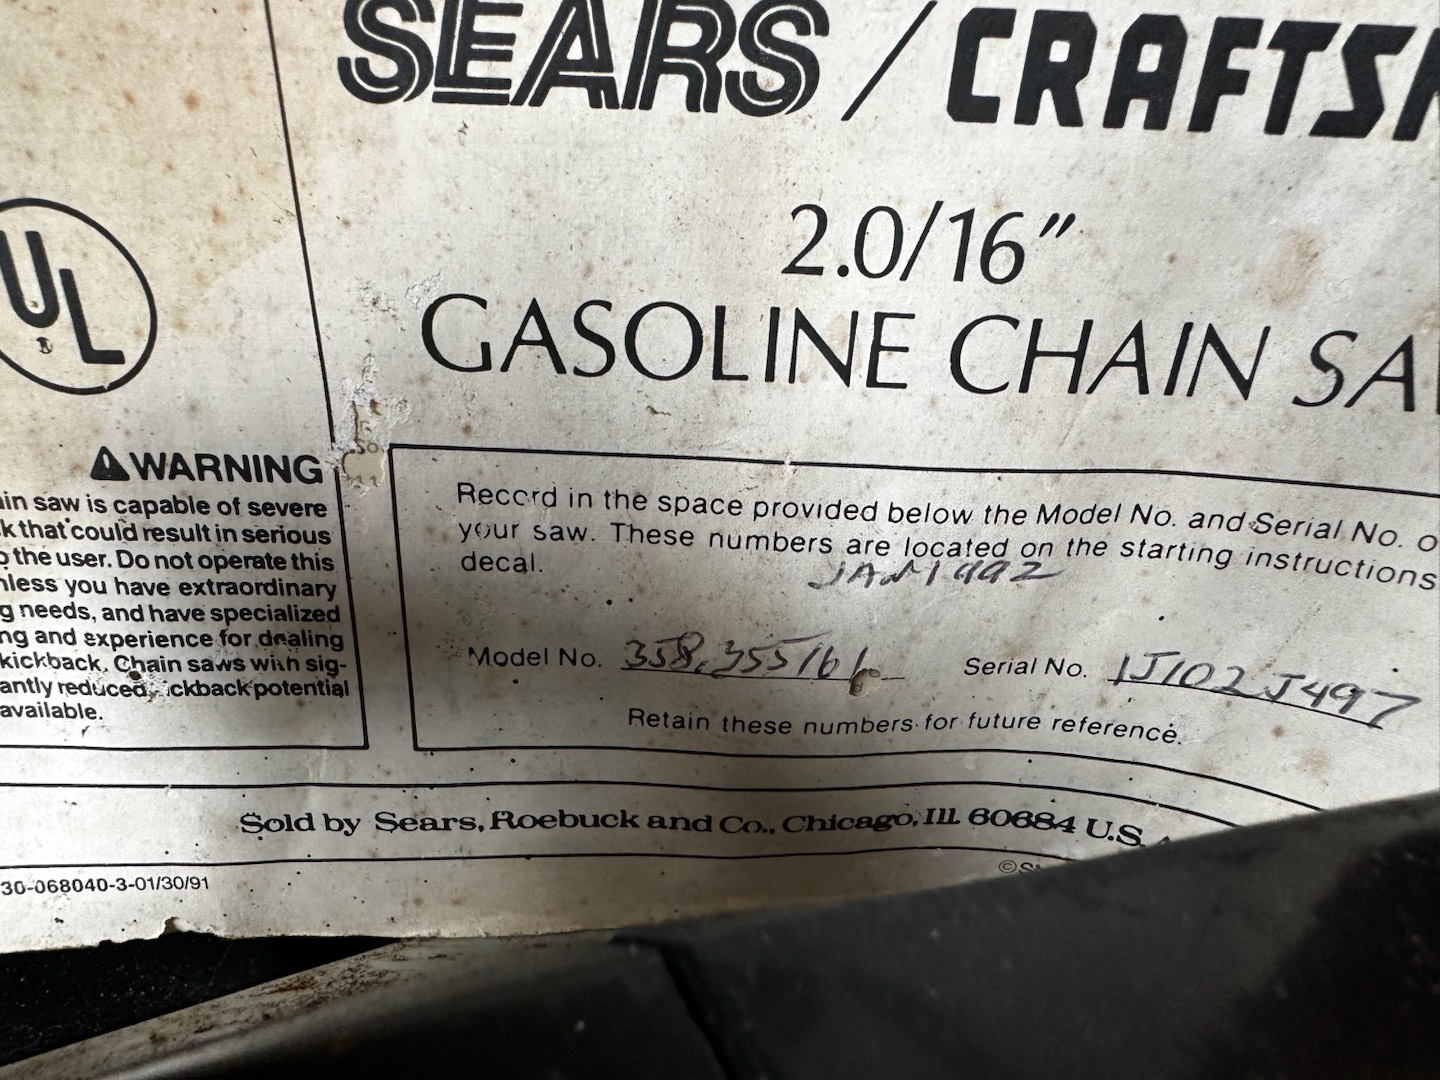 SEARS / CRAFTSM
2.0/16"
GASOLINE CHAIN SA
UL
WARNING
ain saw is capable of severe
k that could result in serious
o the user. Do not operate this
nless you have extraordinary
g needs, and have specialized
ng and experience for dealing
kickback. Chain saws with sig-
antly reduced kickback potential
available.
Record in the space provided below the Model No. and Serial No. o
your saw. These numbers are located on the starting instructions
decal.
JAN 1992
Model No. 358.355161 Serial No. 1J102J497
Retain these numbers for future reference.
Sold by Sears, Roebuck and Co., Chicago, Ill. 60684 U.S.
30-068040-3-01/30/91